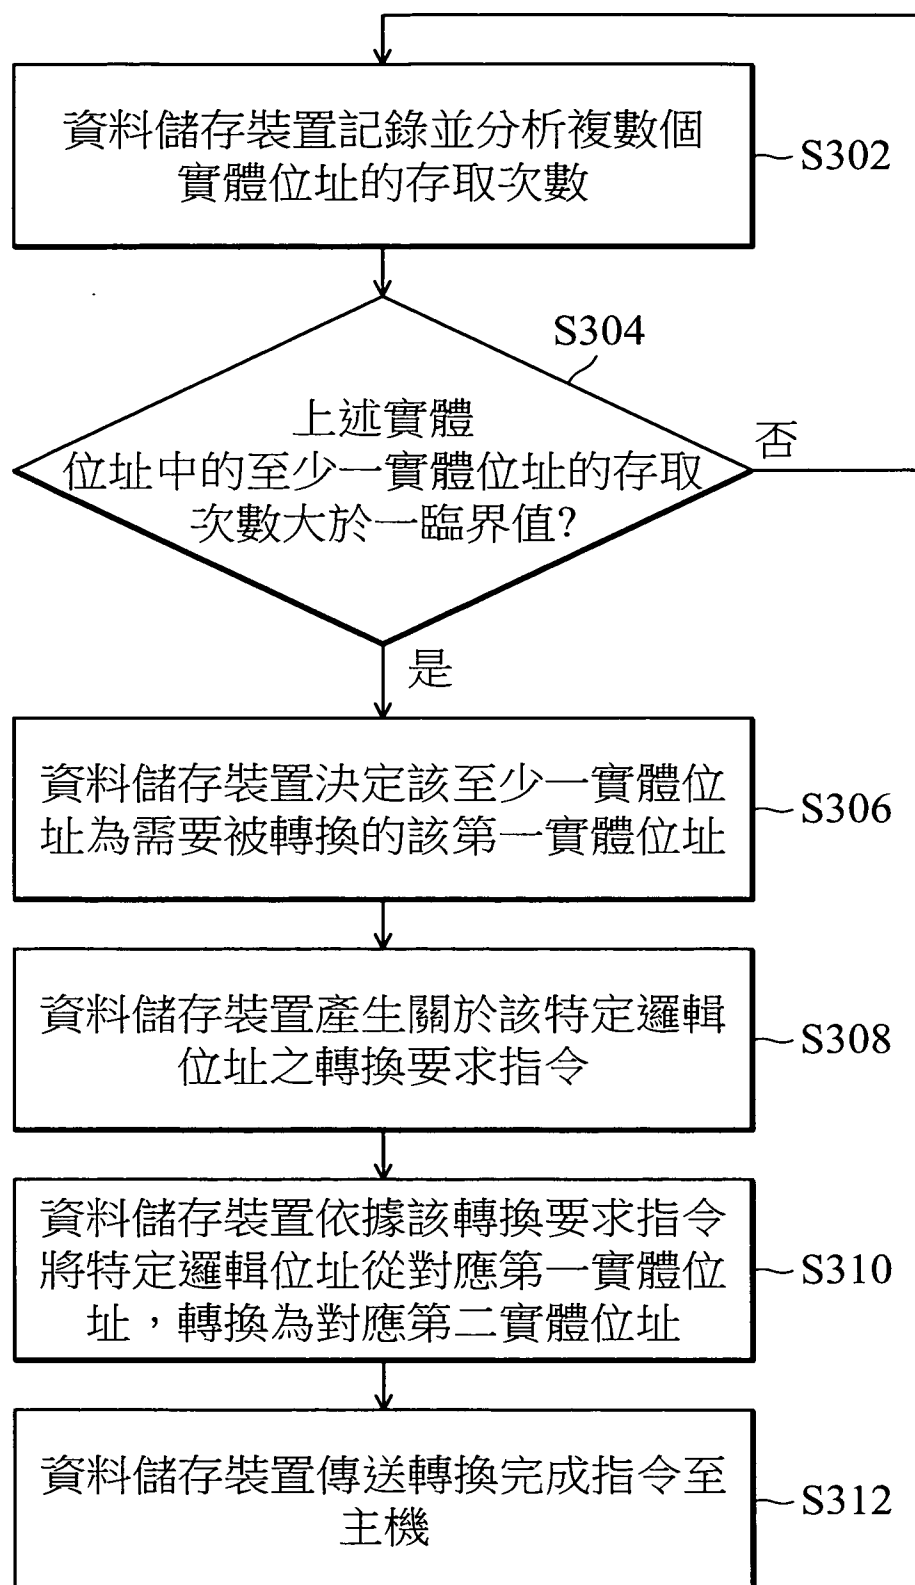 資料儲存裝置記錄並分析複數個
實體位址的存取次數
S302
S304
上述實體
位址中的至少一實體位址的存取
次數大於一臨界值?
否
是
資料儲存裝置決定該至少一實體位
址為需要被轉換的該第一實體位址
S306
資料儲存裝置產生關於該特定邏輯
位址之轉換要求指令
S308
資料儲存裝置依據該轉換要求指令
將特定邏輯位址從對應第一實體位
址，轉換為對應第二實體位址
S310
資料儲存裝置傳送轉換完成指令至
主機
S312